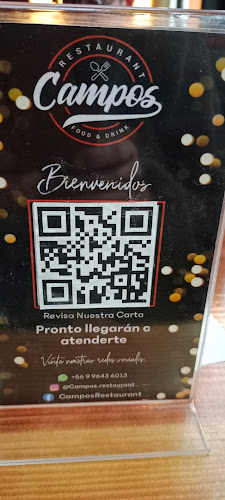 RESTAURANT
Campos
FOOD & DRINK
Bienvenidos
Revisa Nuestra Carta
Pronto llegarán a
atenderte
nuestras redes sociales.
+56 9 9643 6013
@Campos.restaurant.
CamposRestaurant